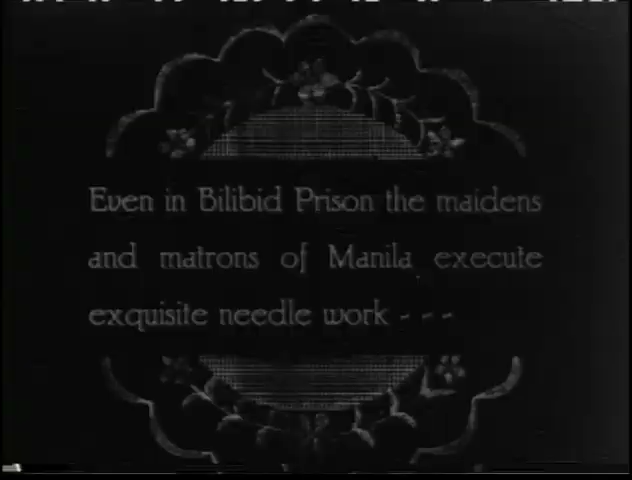 Even in Bilibid Prison the maidens
and matrons of Manila execute
exquisite needle work - - -